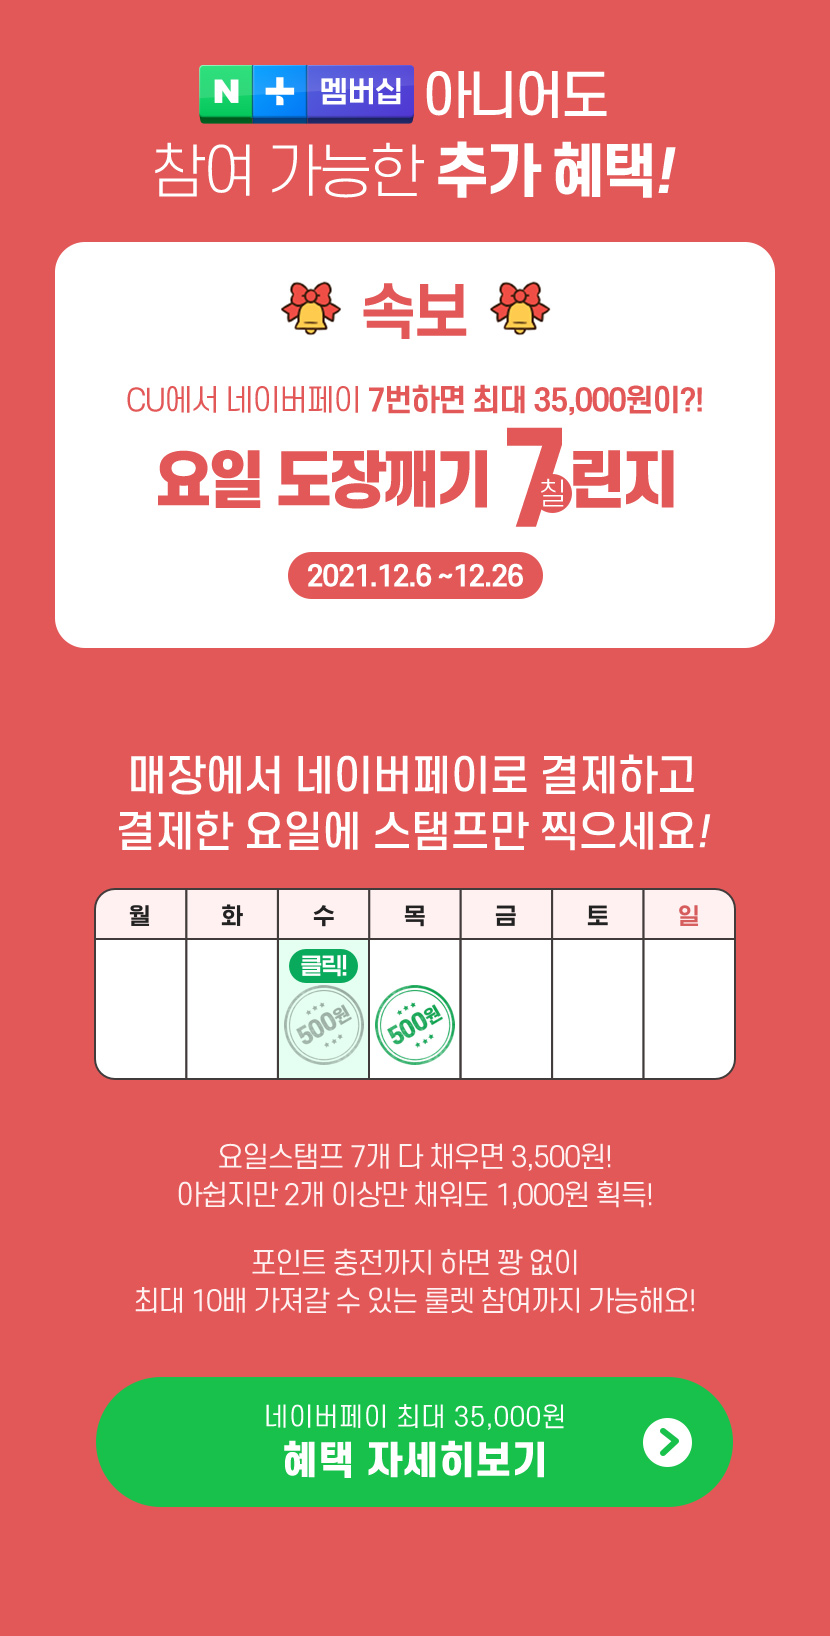 N + 멤버십 아니어도
참여 가능한 추가 혜택!
속보
CU에서 네이버페이 7번하면 최대 35,000원이?!
요일 도장깨기 7칠린지
2021.12.6 ~12.26
매장에서 네이버페이로 결제하고
결제한 요일에 스탬프만 찍으세요!
월 화 수 목 금 토 일
클릭!
500원 500원
요일스탬프 7개 다 채우면 3,500원!
아쉽지만 2개 이상만 채워도 1,000원 획득!
포인트 충전까지 하면 꽝 없이
최대 10배 가져갈 수 있는 룰렛 참여까지 가능해요!
네이버페이 최대 35,000원
혜택 자세히보기